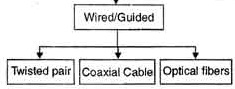 Wired/Guided
Twisted pair
Coaxial Cable
Optical fibers